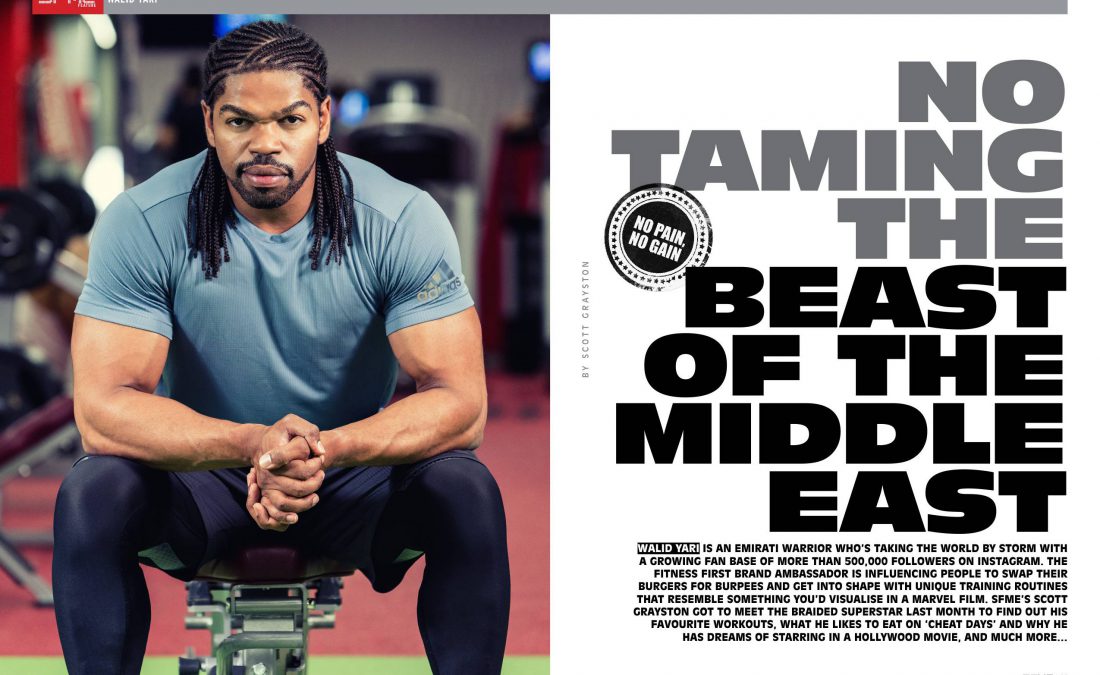 WALID YARI
adidas
BY SCOTT GRAYSTON
NO
TAMING
THE
NO PAIN,
NO GAIN
BEAST
OF THE
MIDDLE
EAST
WALID YARI IS AN EMIRATI WARRIOR WHO'S TAKING THE WORLD BY STORM WITH
A GROWING FAN BASE OF MORE THAN 500,000 FOLLOWERS ON INSTAGRAM. THE
FITNESS FIRST BRAND AMBASSADOR IS INFLUENCING PEOPLE TO SWAP THEIR
BURGERS FOR BURPEES AND GET INTO SHAPE WITH UNIQUE TRAINING ROUTINES
THAT RESEMBLE SOMETHING YOU'D VISUALISE IN A MARVEL FILM. SFME'S SCOTT
GRAYSTON GOT TO MEET THE BRAIDED SUPERSTAR LAST MONTH TO FIND OUT HIS
FAVOURITE WORKOUTS, WHAT HE LIKES TO EAT ON ‘CHEAT DAYS’ AND WHY HE
HAS DREAMS OF STARRING IN A HOLLYWOOD MOVIE, AND MUCH MORE...